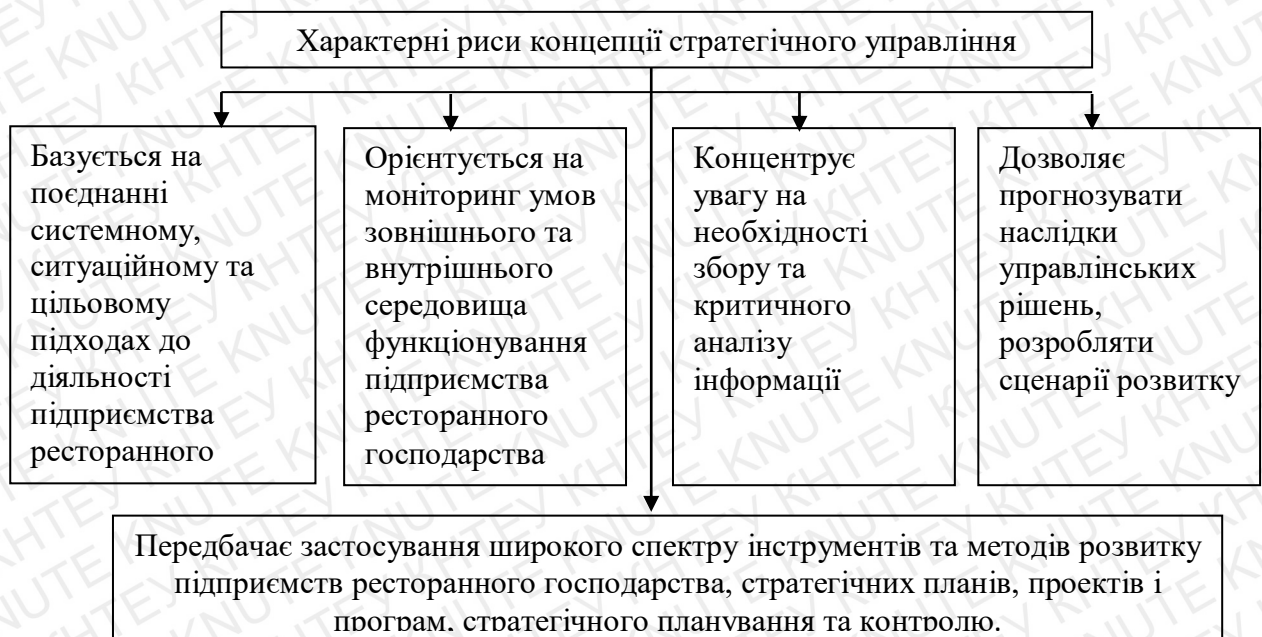 Характерні риси концепції стратегічного управління
Базується на
поєднанні
системному,
ситуаційному та
цільовому
підходах до
діяльності
підприємства
ресторанного
Орієнтується на
моніторинг умов
зовнішнього та
внутрішнього
середовища
функціонування
підприємства
ресторанного
господарства
Концентрує
увагу на
необхідності
збору та
критичного
аналізу
інформації
Дозволяє
прогнозувати
наслідки
управлінських
рішень,
розробляти
сценарії розвитку
Передбачає застосування широкого спектру інструментів та методів розвитку
підприємств ресторанного господарства, стратегічних планів, проектів і
програм, стратегічного планування та контролю.